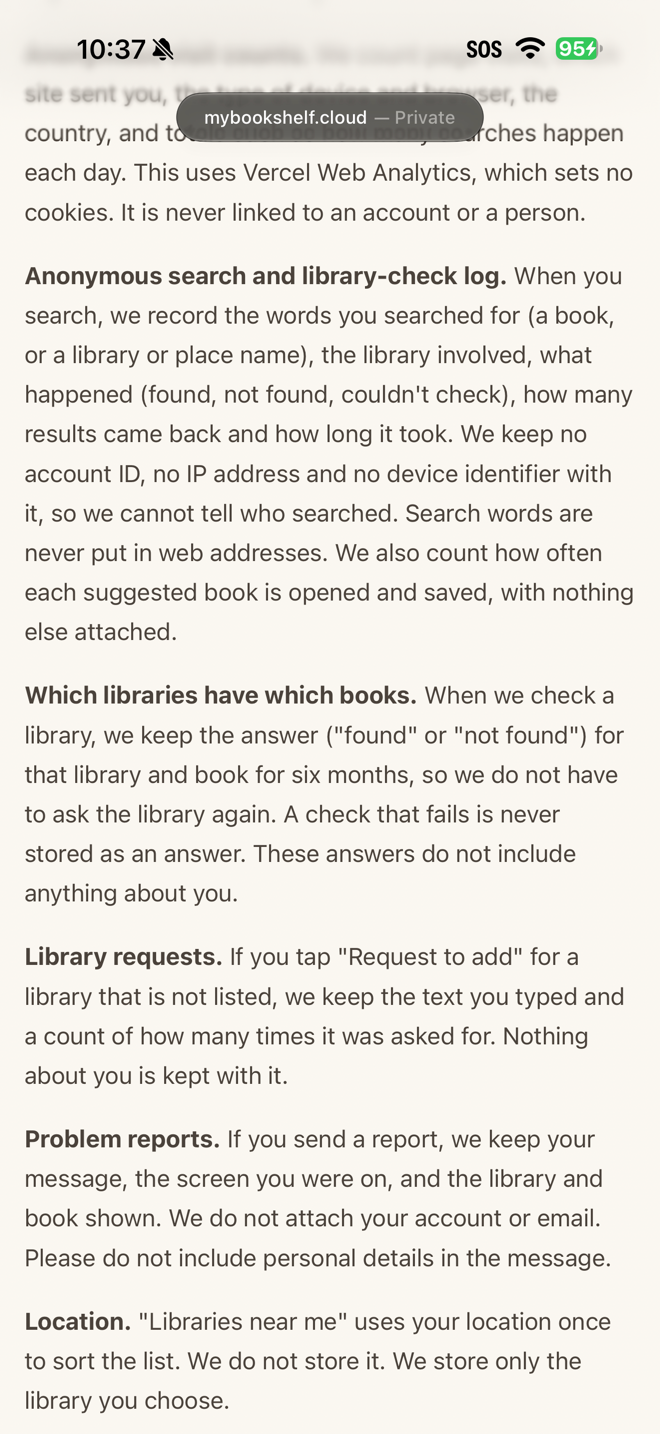 10:37
SOS
95
site sent you, the type of device and browser, the
mybookshelf.cloud — Private
country, and to searches happen
each day. This uses Vercel Web Analytics, which sets no
cookies. It is never linked to an account or a person.
Anonymous search and library-check log. When you
search, we record the words you searched for (a book,
or a library or place name), the library involved, what
happened (found, not found, couldn't check), how many
results came back and how long it took. We keep no
account ID, no IP address and no device identifier with
it, so we cannot tell who searched. Search words are
never put in web addresses. We also count how often
each suggested book is opened and saved, with nothing
else attached.
Which libraries have which books. When we check a
library, we keep the answer ("found" or "not found") for
that library and book for six months, so we do not have
to ask the library again. A check that fails is never
stored as an answer. These answers do not include
anything about you.
Library requests. If you tap "Request to add" for a
library that is not listed, we keep the text you typed and
a count of how many times it was asked for. Nothing
about you is kept with it.
Problem reports. If you send a report, we keep your
message, the screen you were on, and the library and
book shown. We do not attach your account or email.
Please do not include personal details in the message.
Location. "Libraries near me" uses your location once
to sort the list. We do not store it. We store only the
library you choose.